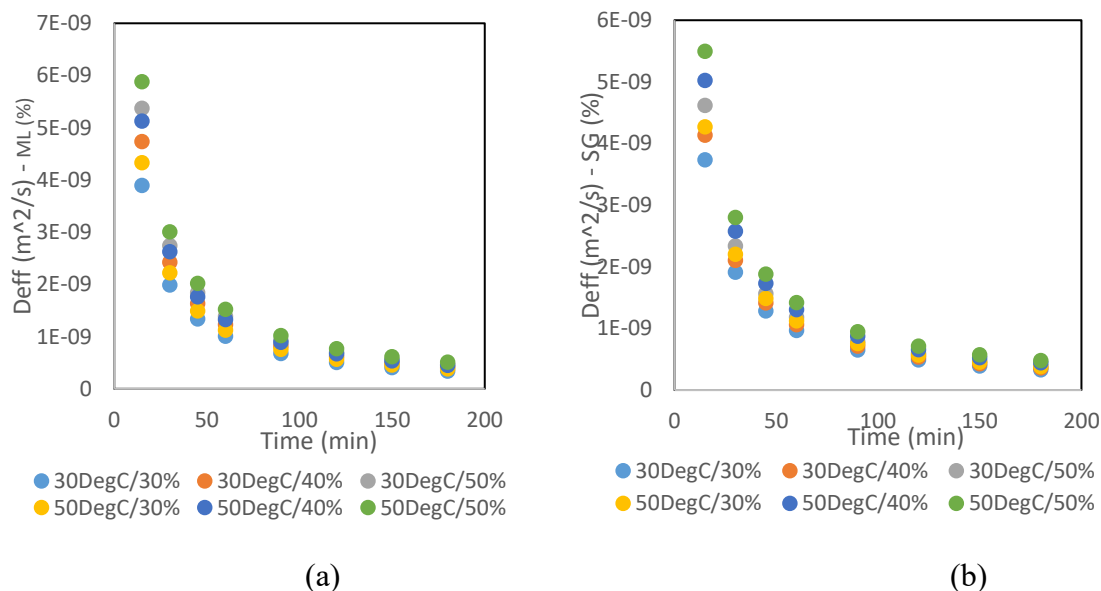 7E-09
6E-09
5E-09
4E-09
3E-09
2E-09
1E-09
0
Deff (m^2/s) - ML (%)
0 50 100 150 200
Time (min)
30DegC/30% 30DegC/40% 30DegC/50%
50DegC/30% 50DegC/40% 50DegC/50%
(a)
6E-09
5E-09
4E-09
3E-09
2E-09
1E-09
0
Deff (m^2/s) - SG (%)
0 50 100 150 200
Time (min)
30DegC/30% 30DegC/40% 30DegC/50%
50DegC/30% 50DegC/40% 50DegC/50%
(b)